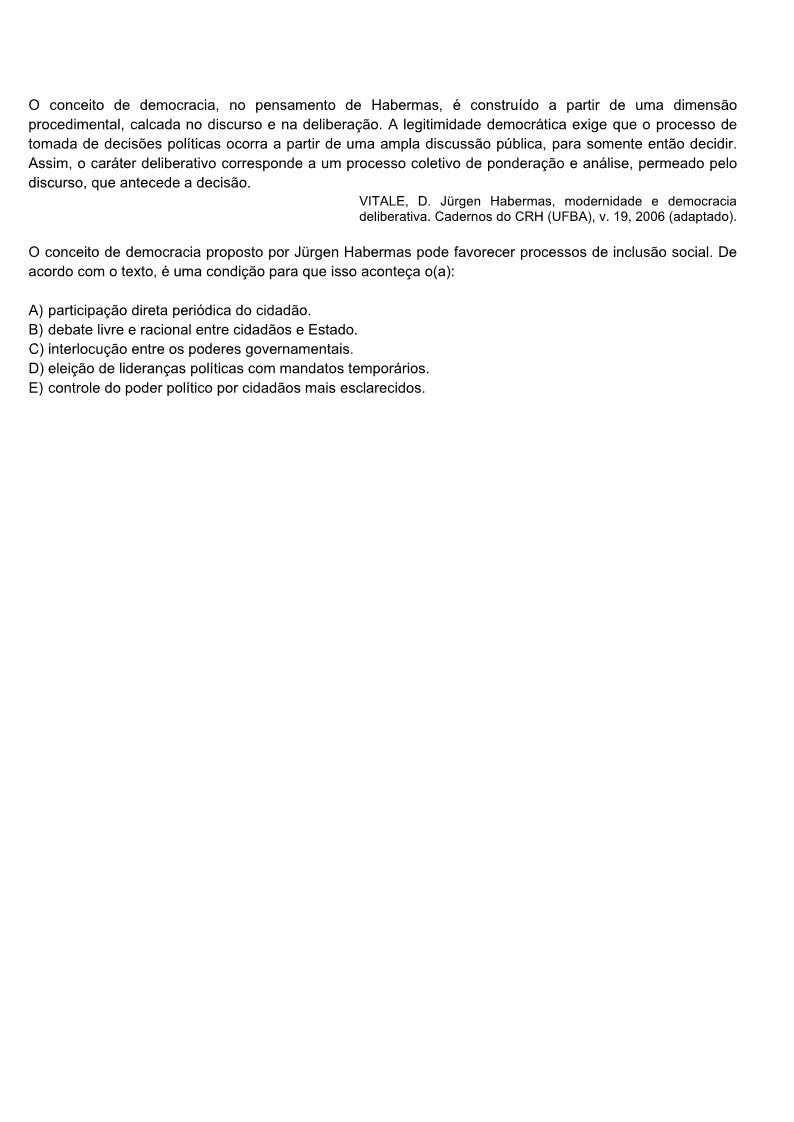 O conceito de democracia, no pensamento de Habermas, é construído a partir de uma dimensão
procedimental, calcada no discurso e na deliberação. A legitimidade democrática exige que o processo de
tomada de decisões políticas ocorra a partir de uma ampla discussão pública, para somente então decidir.
Assim, o caráter deliberativo corresponde a um processo coletivo de ponderação e análise, permeado pelo
discurso, que antecede a decisão.
VITALE, D. Jürgen Habermas, modernidade e democracia
deliberativa. Cadernos do CRH (UFBA), v. 19, 2006 (adaptado).
O conceito de democracia proposto por Jürgen Habermas pode favorecer processos de inclusão social. De
acordo com o texto, é uma condição para que isso aconteça o(a):
A) participação direta periódica do cidadão.
B) debate livre e racional entre cidadãos e Estado.
C) interlocução entre os poderes governamentais.
D) eleição de lideranças políticas com mandatos temporários.
E) controle do poder político por cidadãos mais esclarecidos.